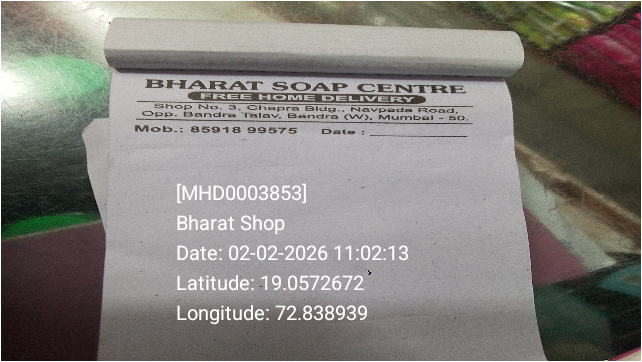 BHARAT SOAP CENTRE
FREE HOME DELIVERY
Shop No. 3, Chapra Bldg., Navpada Road,
Opp. Bandra Talav, Bandra (W), Mumbai - 50.
Mob.: 85918 99575 Date :
[MHD0003853]
Bharat Shop
Date: 02-02-2026 11:02:13
Latitude: 19.0572672
Longitude: 72.838939